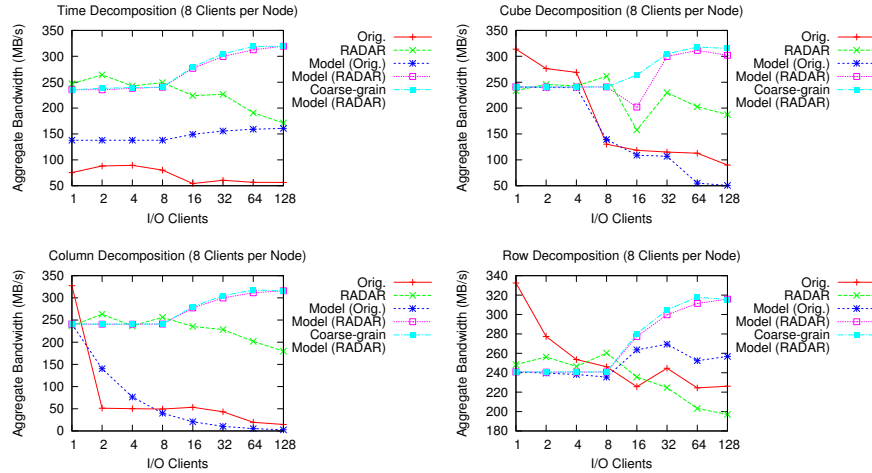 Time Decomposition (8 Clients per Node)
Aggregate Bandwidth (MB/s)
350
300
250
200
150
100
50
1 2 4 8 16 32 64 128
I/O Clients
Orig.
RADAR
Model (Orig.)
Model (RADAR)
Coarse-grain
Model (RADAR)
Cube Decomposition (8 Clients per Node)
Aggregate Bandwidth (MB/s)
350
300
250
200
150
100
50
1 2 4 8 16 32 64 128
I/O Clients
Orig.
RADAR
Model (Orig.)
Model (RADAR)
Coarse-grain
Model (RADAR)
Column Decomposition (8 Clients per Node)
Aggregate Bandwidth (MB/s)
350
300
250
200
150
100
50
0
1 2 4 8 16 32 64 128
I/O Clients
Orig.
RADAR
Model (Orig.)
Model (RADAR)
Coarse-grain
Model (RADAR)
Row Decomposition (8 Clients per Node)
Aggregate Bandwidth (MB/s)
340
320
300
280
260
240
220
200
180
1 2 4 8 16 32 64 128
I/O Clients
Orig.
RADAR
Model (Orig.)
Model (RADAR)
Coarse-grain
Model (RADAR)